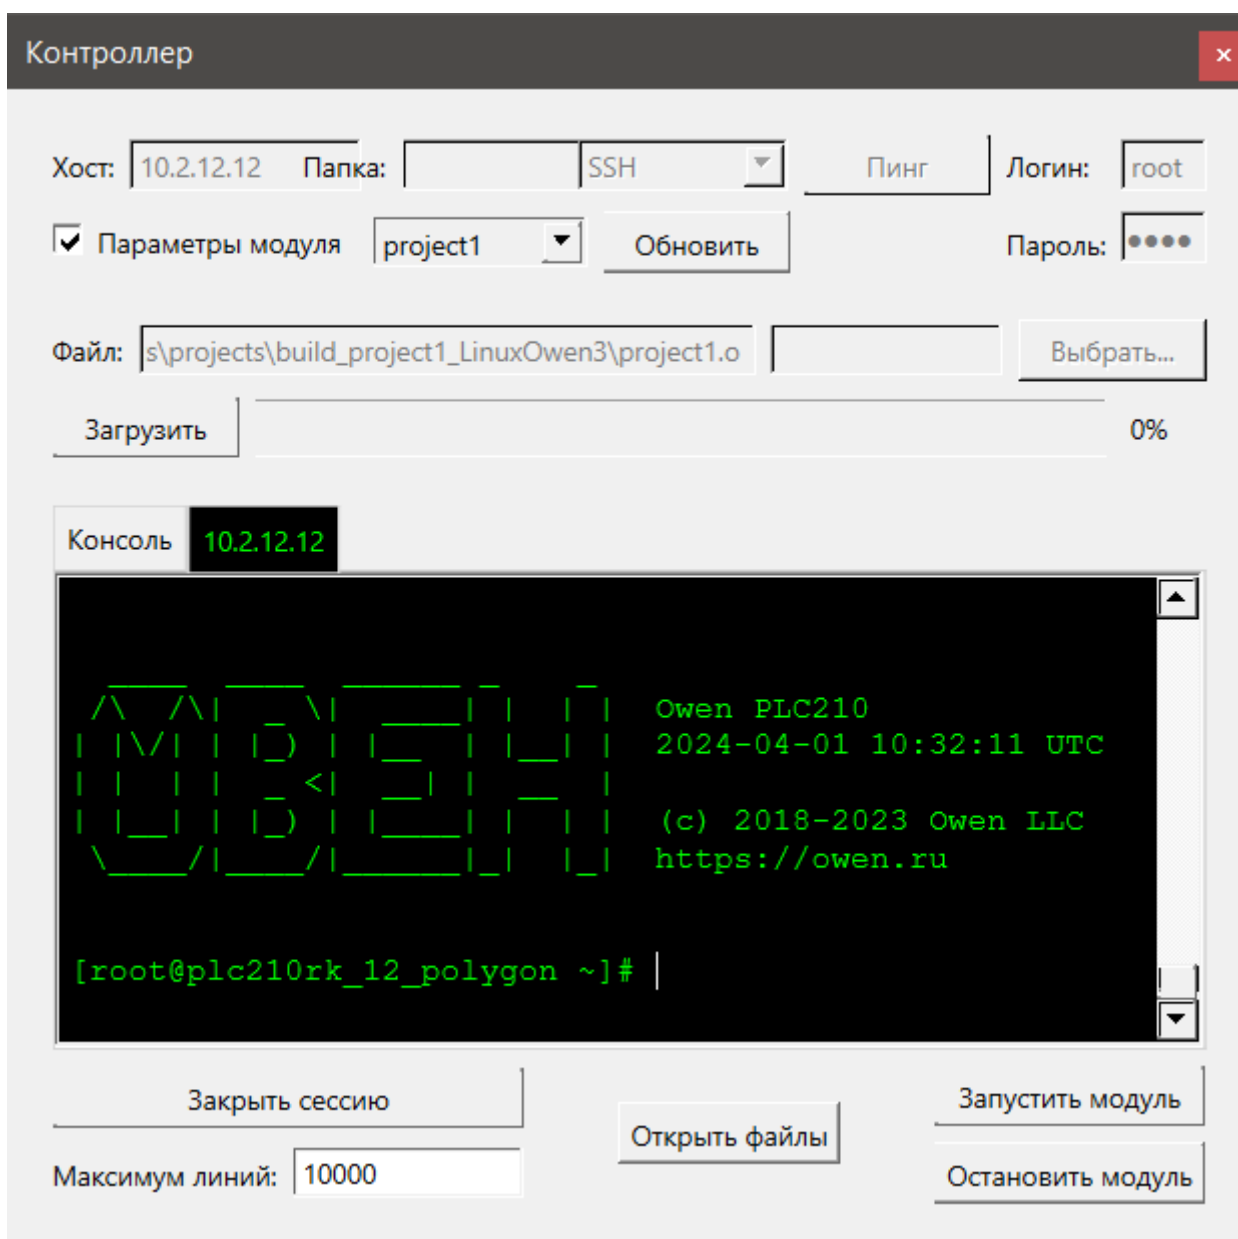 Контроллер
Хост: 10.2.12.12 Папка: SSH Пинг Логин: root
Параметры модуля project1 Обновить Пароль: ●●●●
Файл: s\projects\build_project1_LinuxOwen3\project1.o Выбрать...
Загрузить 0%
Консоль 10.2.12.12
ОВЕН
Owen PLC210
2024-04-01 10:32:11 UTC
(c) 2018-2023 Owen LLC
https://owen.ru
[root@plc210rk_12_polygon ~]#
Закрыть сессию
Запустить модуль
Открыть файлы
Максимум линий: 10000
Остановить модуль